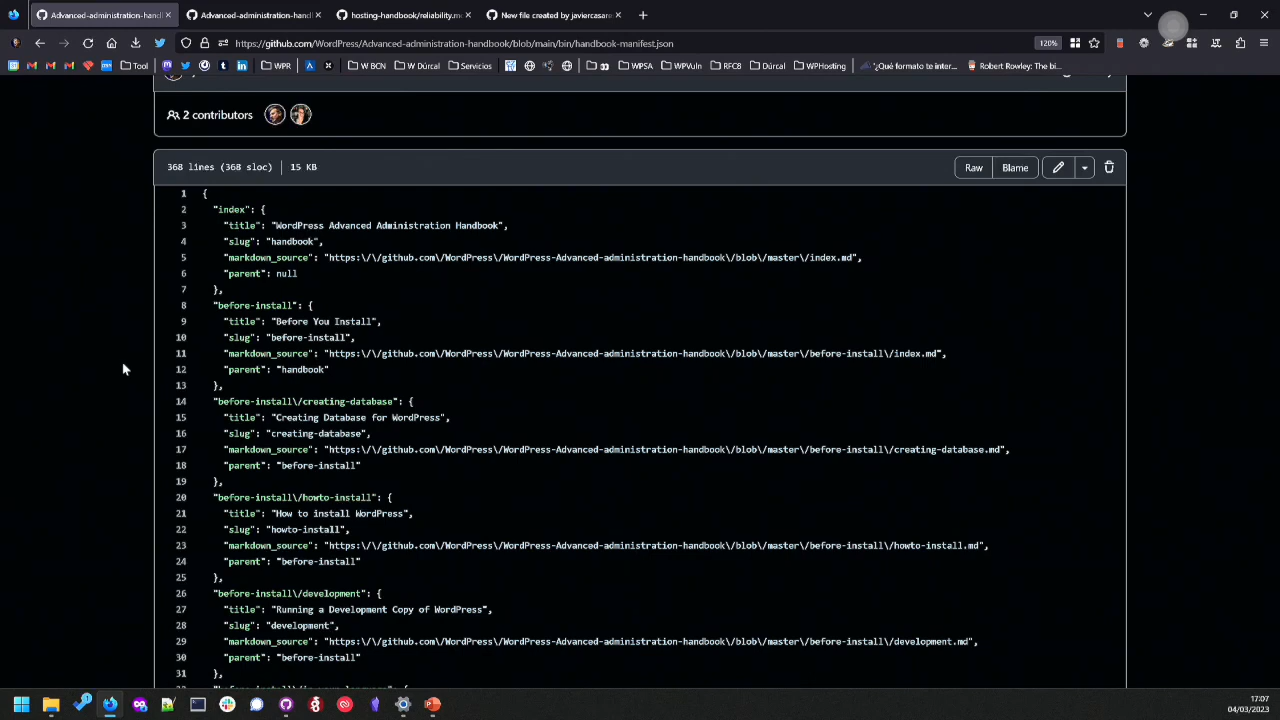 Advanced-administration-handl
Advanced-administration-handl
hosting-handbook/reliability.m
New file created by javiercasare
https://github.com/WordPress/Advanced-administration-handbook/blob/main/bin/handbook-manifest.json
120%
Tool
WPR
W BCN
W Dúrcal
Servicios
WPSA
WPVuln
RFC8
Dúrcal
WPHosting
"¿Qué formato te inter...
Robert Rowley: The bi...
2 contributors
368 lines (368 sloc) 15 KB
Raw
Blame
1 {
2 "index": {
3 "title": "WordPress Advanced Administration Handbook",
4 "slug": "handbook",
5 "markdown_source": "https:\/\/github.com\/WordPress\/WordPress-Advanced-administration-handbook\/blob\/master\/index.md",
6 "parent": null
7 },
8 "before-install": {
9 "title": "Before You Install",
10 "slug": "before-install",
11 "markdown_source": "https:\/\/github.com\/WordPress\/WordPress-Advanced-administration-handbook\/blob\/master\/before-install\/index.md",
12 "parent": "handbook"
13 },
14 "before-install\/creating-database": {
15 "title": "Creating Database for WordPress",
16 "slug": "creating-database",
17 "markdown_source": "https:\/\/github.com\/WordPress\/WordPress-Advanced-administration-handbook\/blob\/master\/before-install\/creating-database.md",
18 "parent": "before-install"
19 },
20 "before-install\/howto-install": {
21 "title": "How to install WordPress",
22 "slug": "howto-install",
23 "markdown_source": "https:\/\/github.com\/WordPress\/WordPress-Advanced-administration-handbook\/blob\/master\/before-install\/howto-install.md",
24 "parent": "before-install"
25 },
26 "before-install\/development": {
27 "title": "Running a Development Copy of WordPress",
28 "slug": "development",
29 "markdown_source": "https:\/\/github.com\/WordPress\/WordPress-Advanced-administration-handbook\/blob\/master\/before-install\/development.md",
30 "parent": "before-install"
31 },
17:07
04/03/2023